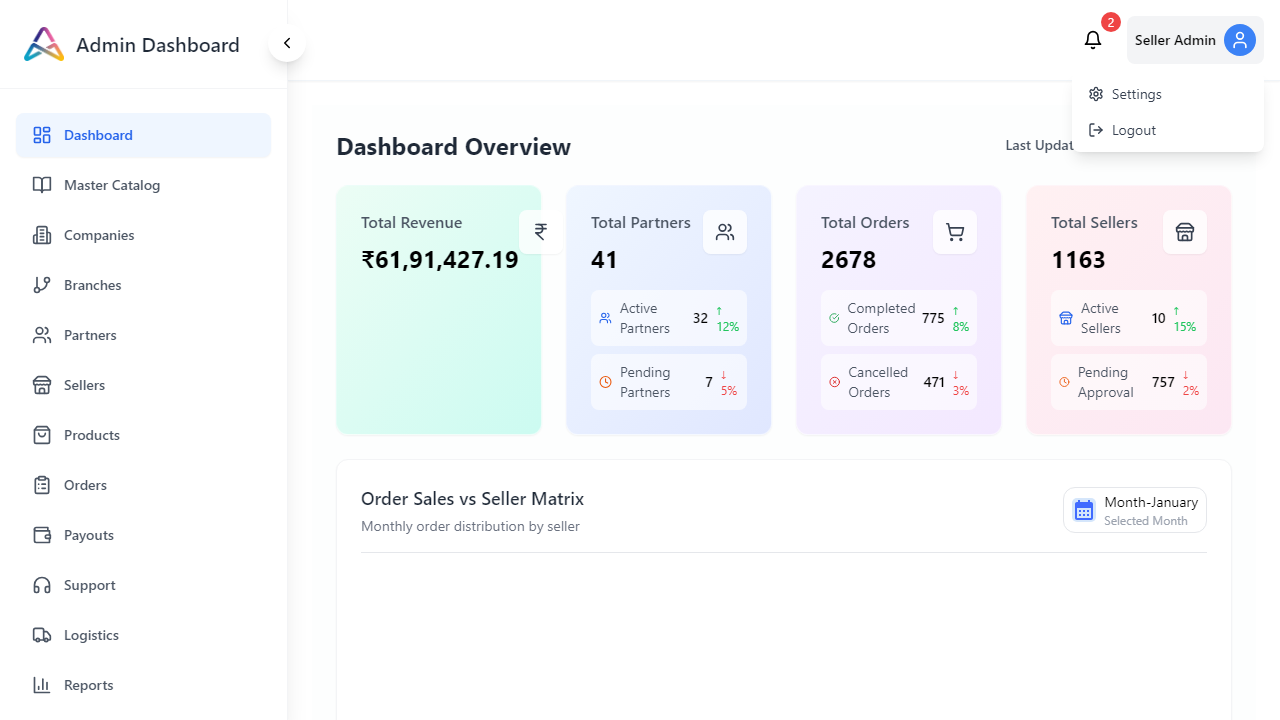 Admin Dashboard
Dashboard
Master Catalog
Companies
Branches
Partners
Sellers
Products
Orders
Payouts
Support
Logistics
Reports
2
Seller Admin
Settings
Logout
Dashboard Overview
Last
Total Revenue
₹61,91,427.19
₹
Total Partners
41
Active
Partners
32
↑
12%
Pending
Partners
7
↓
5%
Total Orders
2678
Completed
Orders
775
↑
8%
Cancelled
Orders
471
↓
3%
Total Sellers
1163
Active
Sellers
10
↑
15%
Pending
Approval
757
↓
2%
Order Sales vs Seller Matrix
Monthly order distribution by seller
Month-January
Selected Month